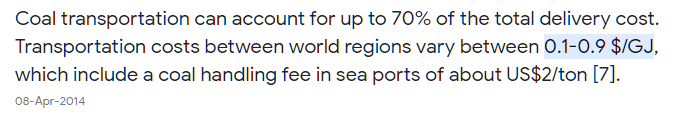 Coal transportation can account for up to 70% of the total delivery cost.
Transportation costs between world regions vary between 0.1-0.9 $/GJ,
which include a coal handling fee in sea ports of about US$2/ton [7].
08-Apr-2014